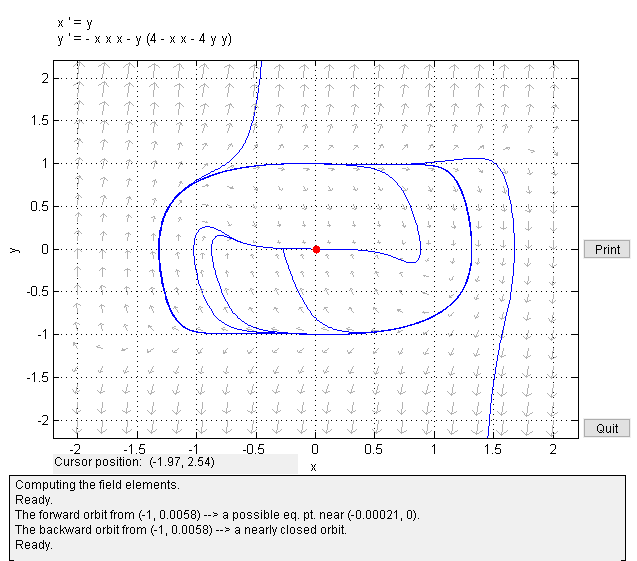 x ' = y
y ' = - x x x - y (4 - x x - 4 y y)
2
1.5
1
0.5
0
-0.5
-1
-1.5
-2
y
-2 -1.5 -1 -0.5 0 0.5 1 1.5 2
x
Print
Quit
Cursor position: (-1.97, 2.54)
Computing the field elements.
Ready.
The forward orbit from (-1, 0.0058) --> a possible eq. pt. near (-0.00021, 0).
The backward orbit from (-1, 0.0058) --> a nearly closed orbit.
Ready.